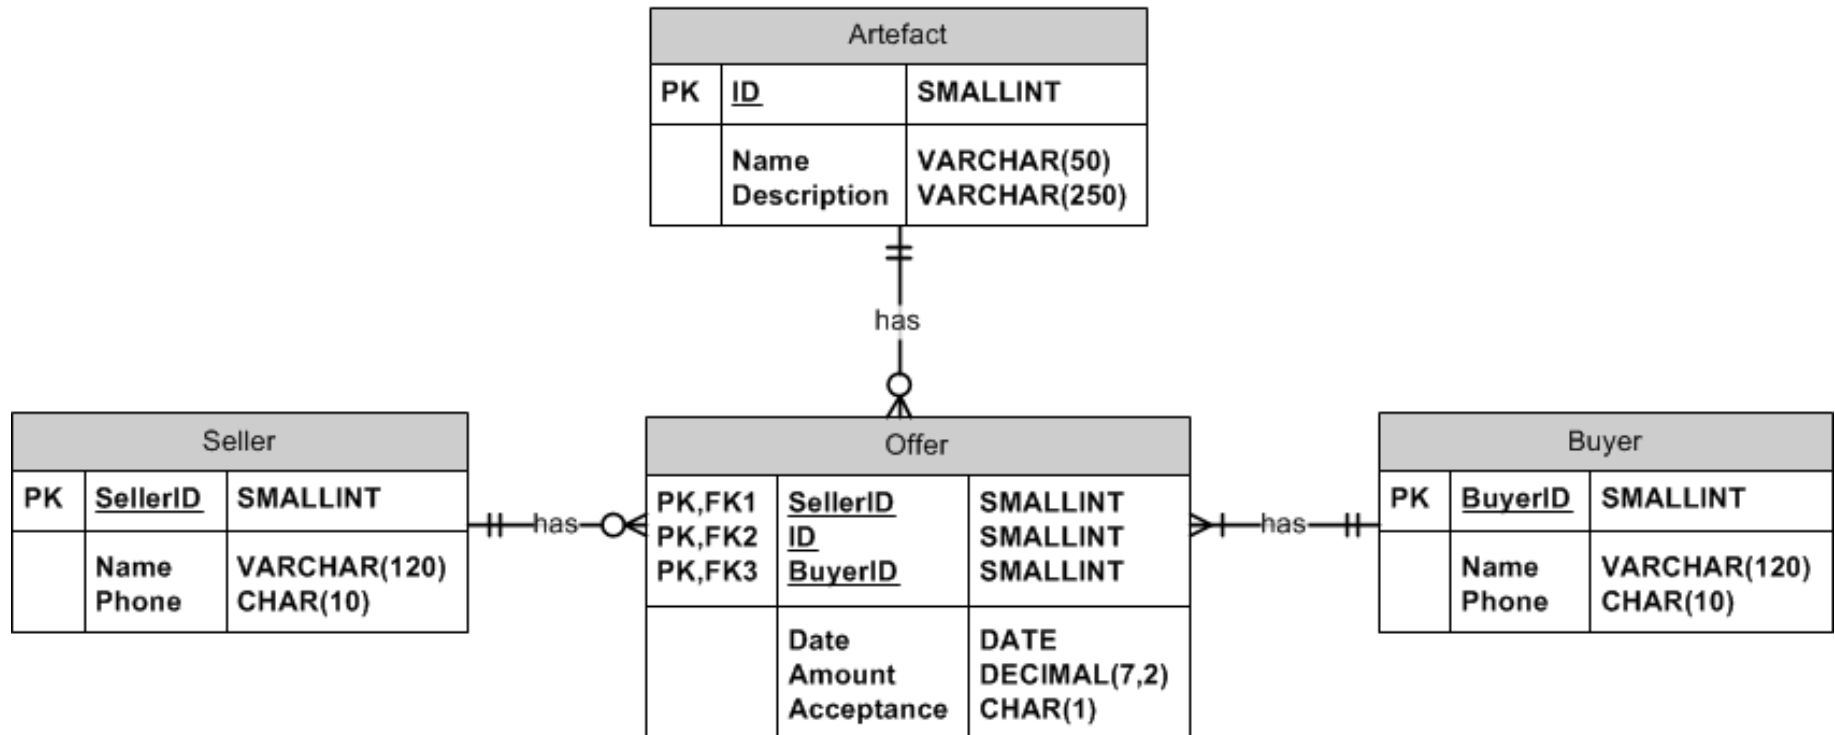 Artefact
PK ID SMALLINT
Name VARCHAR(50)
Description VARCHAR(250)
has
Seller
PK SellerID SMALLINT
Name VARCHAR(120)
Phone CHAR(10)
has
Offer
PK,FK1 SellerID SMALLINT
PK,FK2 ID SMALLINT
PK,FK3 BuyerID SMALLINT
Date DATE
Amount DECIMAL(7,2)
Acceptance CHAR(1)
has
Buyer
PK BuyerID SMALLINT
Name VARCHAR(120)
Phone CHAR(10)